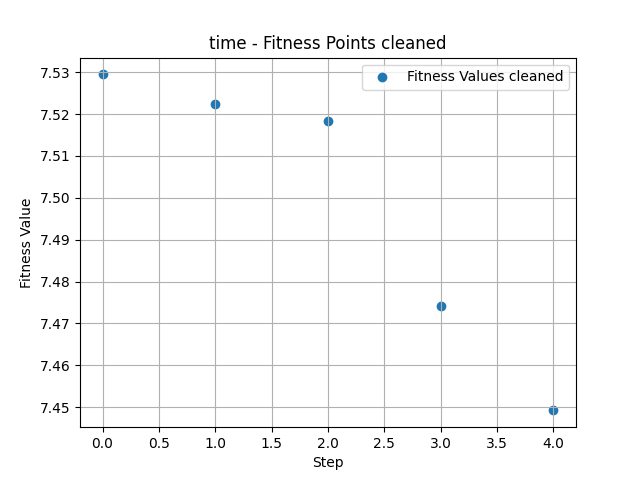 time - Fitness Points cleaned
Fitness Values cleaned
Fitness Value
7.53
7.52
7.51
7.50
7.49
7.48
7.47
7.46
7.45
0.0 0.5 1.0 1.5 2.0 2.5 3.0 3.5 4.0
Step